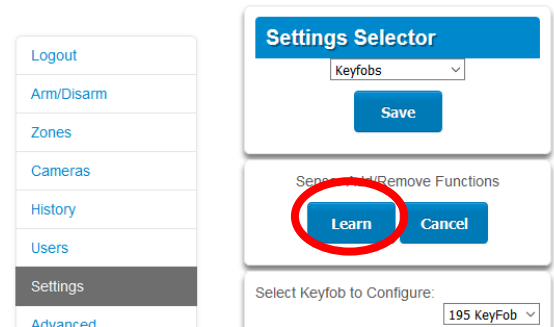 Logout
Arm/Disarm
Zones
Cameras
History
Users
Settings
Advanced
Settings Selector
Keyfobs
Save
Sensor Add/Remove Functions
Learn
Cancel
Select Keyfob to Configure:
195 KeyFob